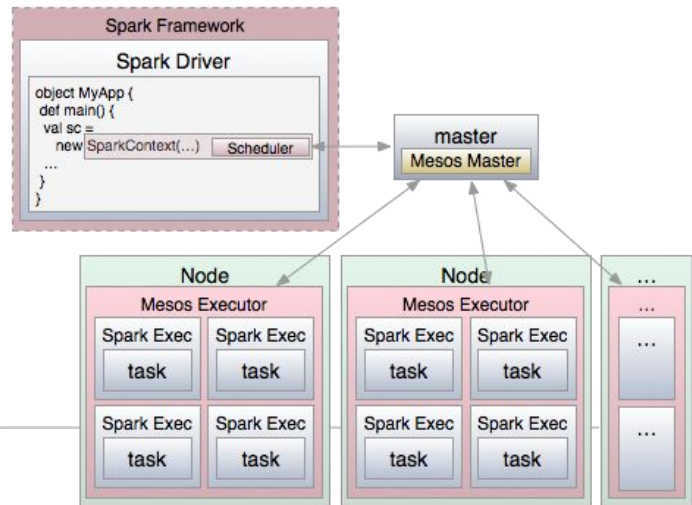 Spark Framework
Spark Driver
object MyApp {
def main() {
val sc =
new SparkContext(...) Scheduler
...
}
}
master
Mesos Master
Node
Mesos Executor
Spark Exec Spark Exec
task task
Spark Exec Spark Exec
task task
Node
Mesos Executor
Spark Exec Spark Exec
task task
Spark Exec Spark Exec
task task
...
...
...
...